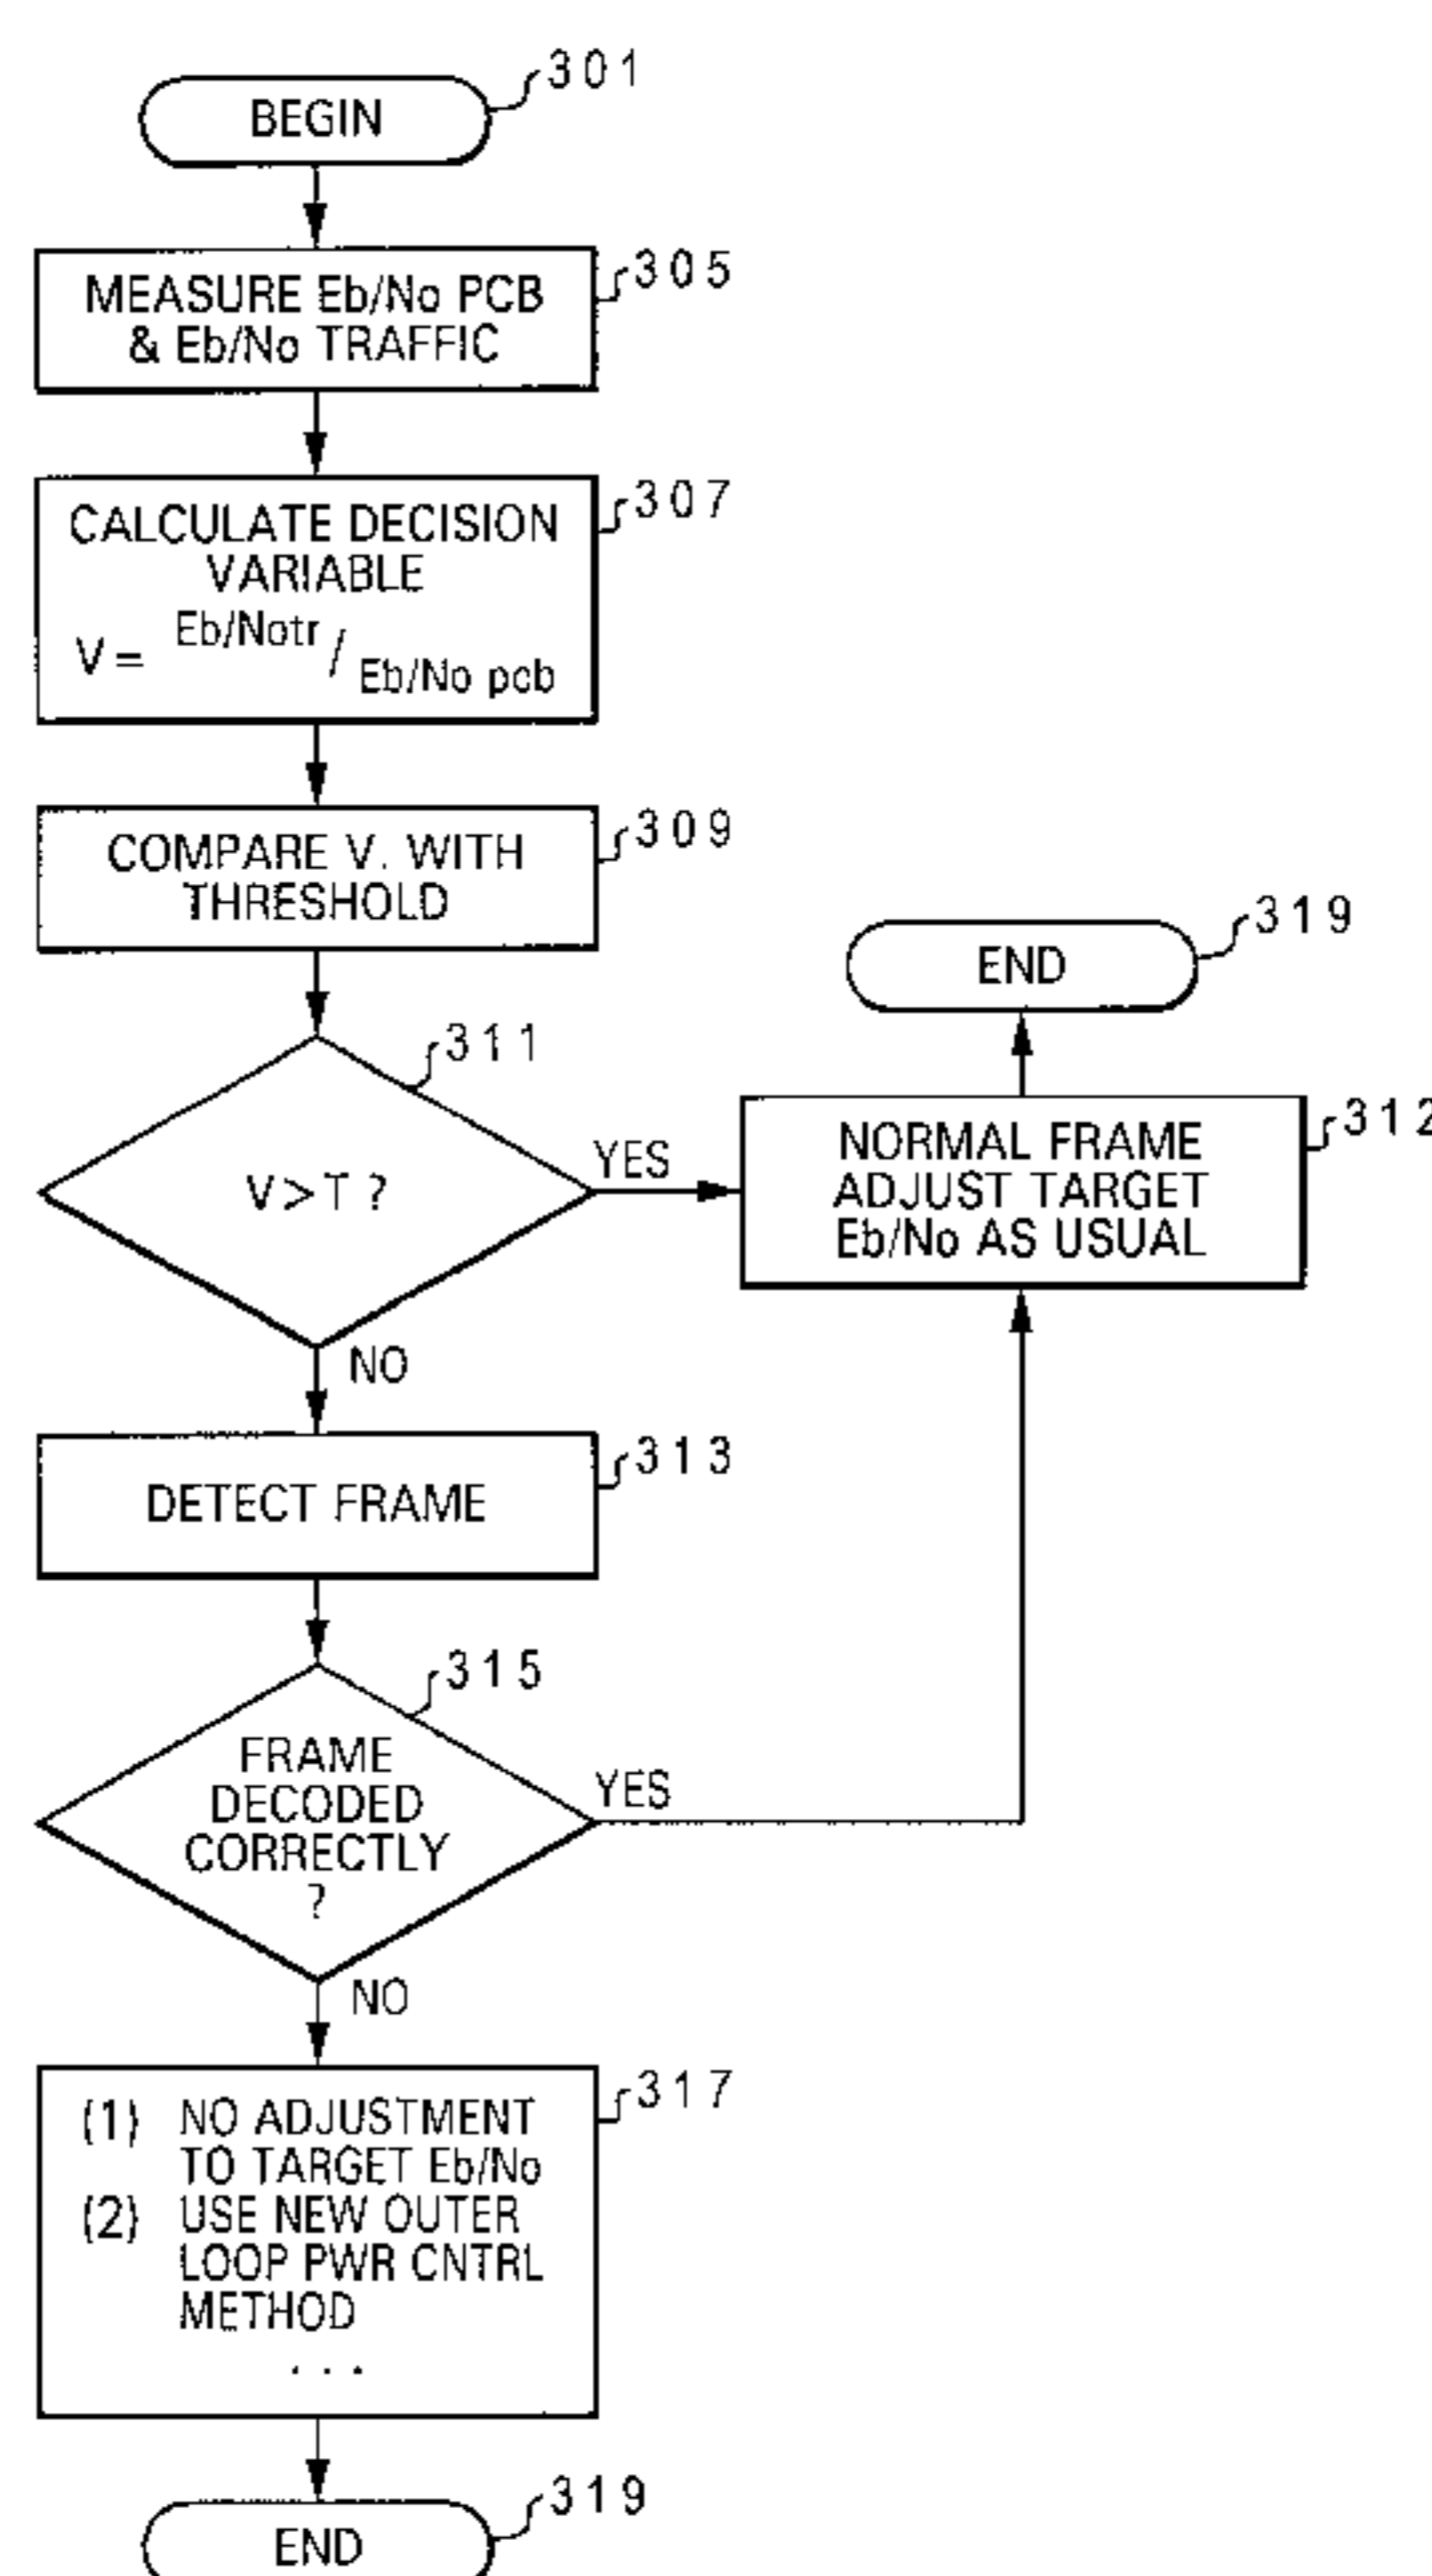 301
BEGIN
305
MEASURE Eb/No PCB
& Eb/No TRAFFIC
307
CALCULATE DECISION
VARIABLE
V = Eb/Notr / Eb/No pcb
309
COMPARE V. WITH
THRESHOLD
319
END
311
V > T ?
YES
312
NORMAL FRAME
ADJUST TARGET
Eb/No AS USUAL
NO
313
DETECT FRAME
315
FRAME
DECODED
CORRECTLY
?
YES
NO
317
(1) NO ADJUSTMENT
TO TARGET Eb/No
(2) USE NEW OUTER
LOOP PWR CNTRL
METHOD
. . .
319
END